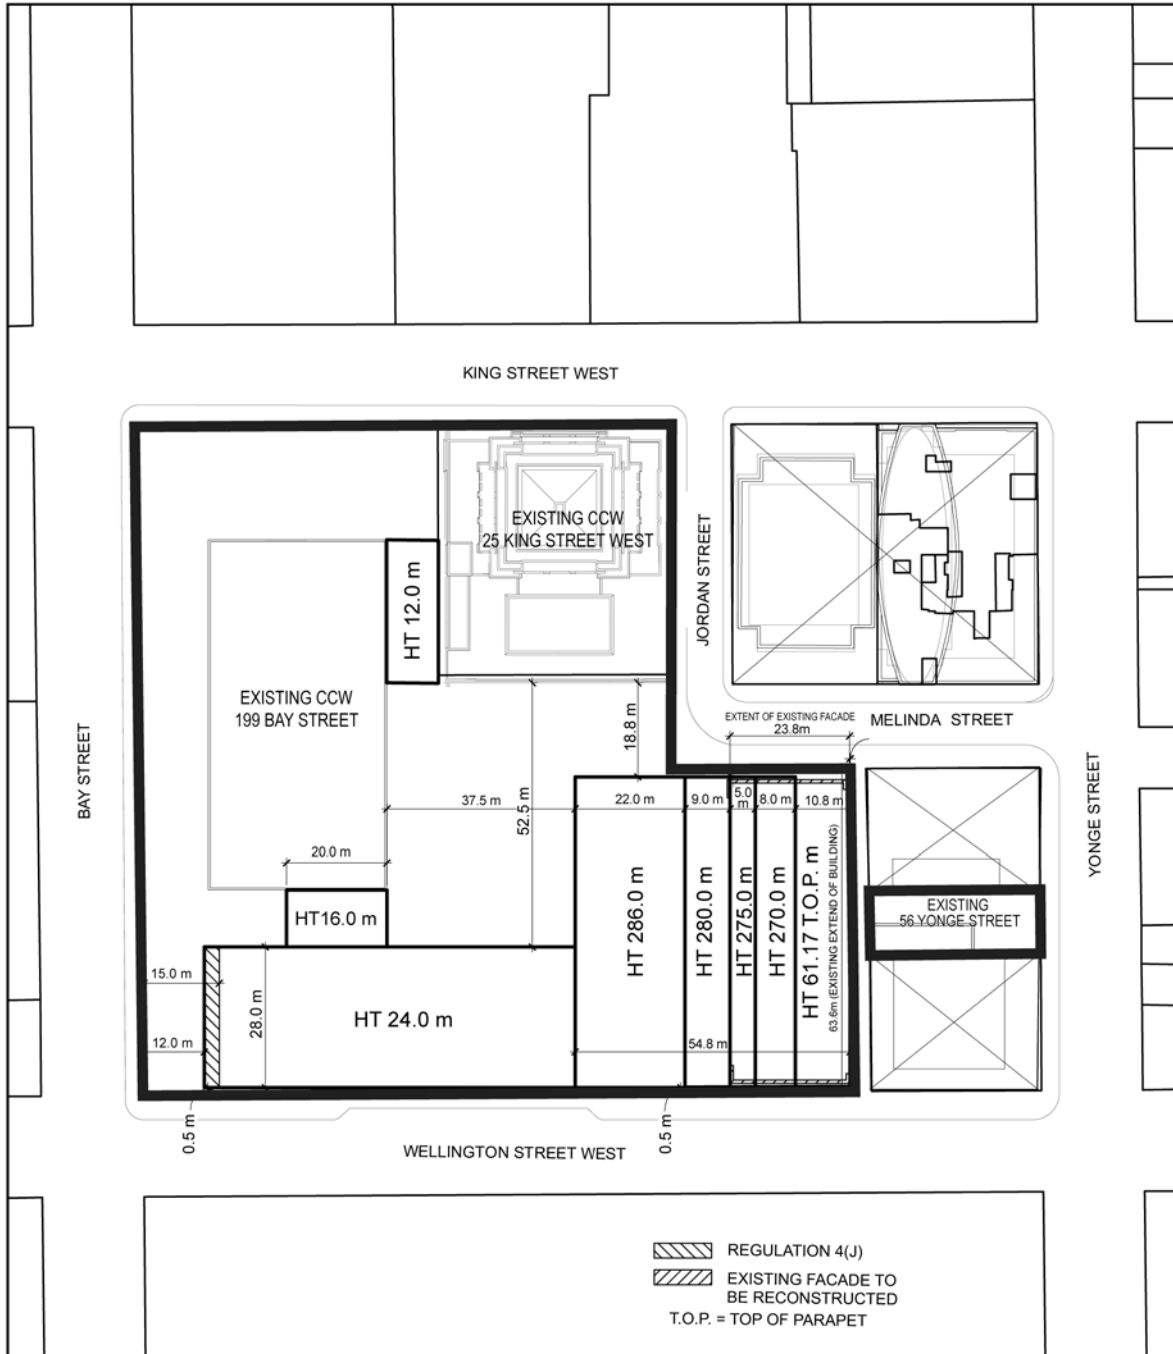 KING STREET WEST
EXISTING CCW
25 KING STREET WEST
JORDAN STREET
HT 12.0 m
EXISTING CCW
199 BAY STREET
BAY STREET
EXTENT OF EXISTING FACADE
23.8m
MELINDA STREET
YONGE STREET
18.8 m
37.5 m
52.5 m
22.0 m
9.0 m
5.0
m
8.0 m
10.8 m
20.0 m
HT16.0 m
HT 286.0 m
HT 280.0 m
HT 275.0 m
HT 270.0 m
HT 61.17 T.O.P. m
63.6m (EXISTING EXTEND OF BUILDING)
EXISTING
56 YONGE STREET
15.0 m
12.0 m
28.0 m
HT 24.0 m
54.8 m
0.5 m
0.5 m
WELLINGTON STREET WEST
REGULATION 4(J)
EXISTING FACADE TO
BE RECONSTRUCTED
T.O.P. = TOP OF PARAPET